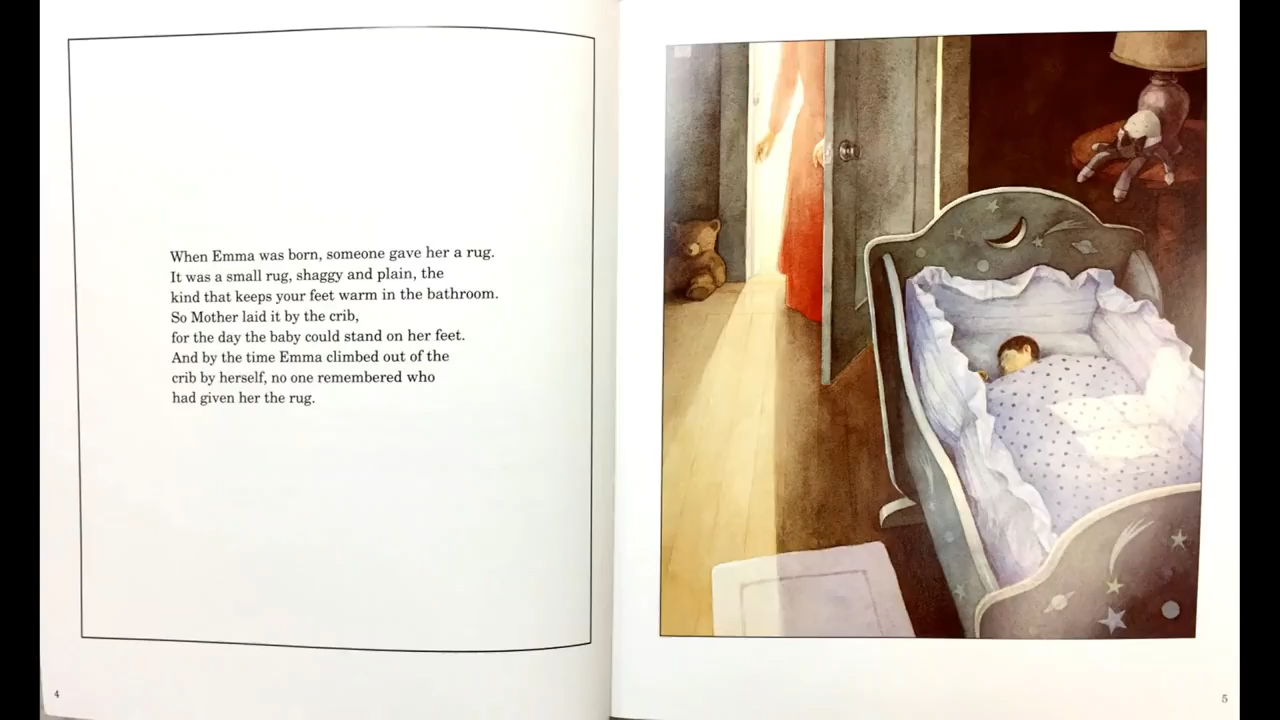 When Emma was born, someone gave her a rug.
It was a small rug, shaggy and plain, the
kind that keeps your feet warm in the bathroom.
So Mother laid it by the crib,
for the day the baby could stand on her feet.
And by the time Emma climbed out of the
crib by herself, no one remembered who
had given her the rug.
4
5